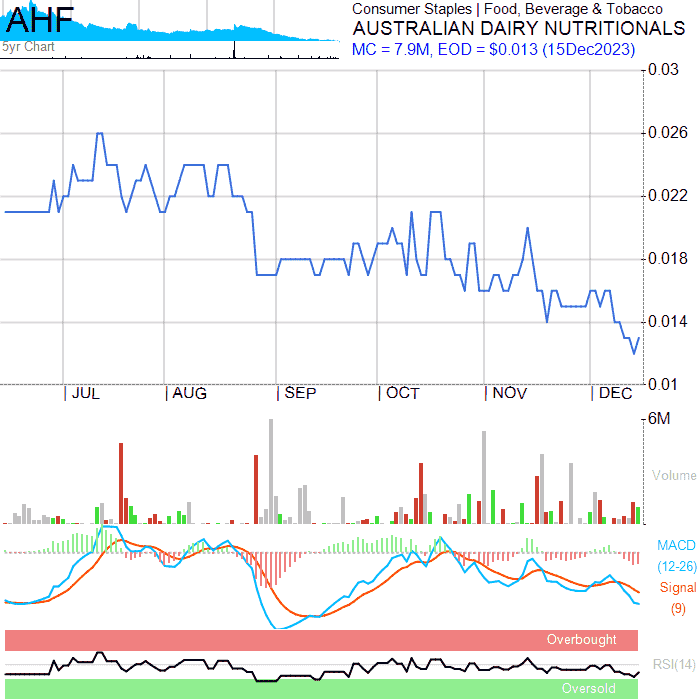 AHF
5yr Chart
Consumer Staples | Food, Beverage & Tobacco
AUSTRALIAN DAIRY NUTRITIONALS
MC = 7.9M, EOD = $0.013 (15Dec2023)
0.03
0.026
0.022
0.018
0.014
0.01
| JUL | AUG | SEP | OCT | NOV | DEC
6M
Volume
MACD
(12-26)
Signal
(9)
Overbought
RSI(14)
Oversold